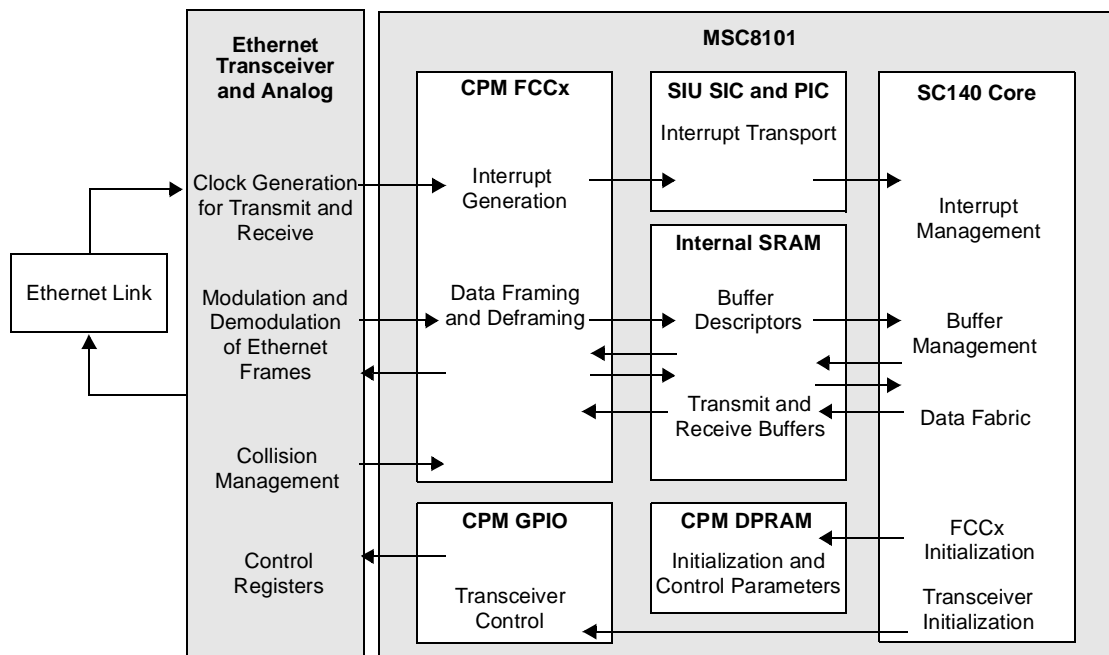 Ethernet Link
Ethernet
Transceiver
and Analog
Clock Generation
for Transmit and
Receive
Modulation and
Demodulation
of Ethernet
Frames
Collision
Management
Control
Registers
MSC8101
CPM FCCx
Interrupt
Generation
Data Framing
and Deframing
CPM GPIO
Transceiver
Control
SIU SIC and PIC
Interrupt Transport
Internal SRAM
Buffer
Descriptors
Transmit and
Receive Buffers
CPM DPRAM
Initialization and
Control Parameters
SC140 Core
Interrupt
Management
Buffer
Management
Data Fabric
FCCx
Initialization
Transceiver
Initialization